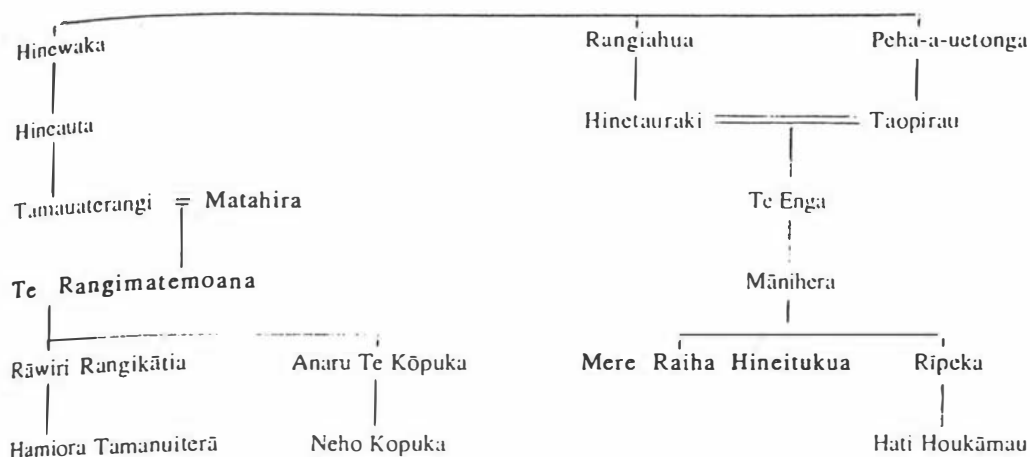 Hinewaka Rangiahua Peha-a-uetonga
Hineauta Hinetauraki Taopirau
Tamauaterangi = Matahira Te Enga
Te Rangimatemoana Mānihera
Rāwiri Rangikātia Anaru Te Kōpuka Mere Raiha Hineitukua Rīpeka
Hamiora Tamanuiterā Neho Kopuka Hati Houkāmau